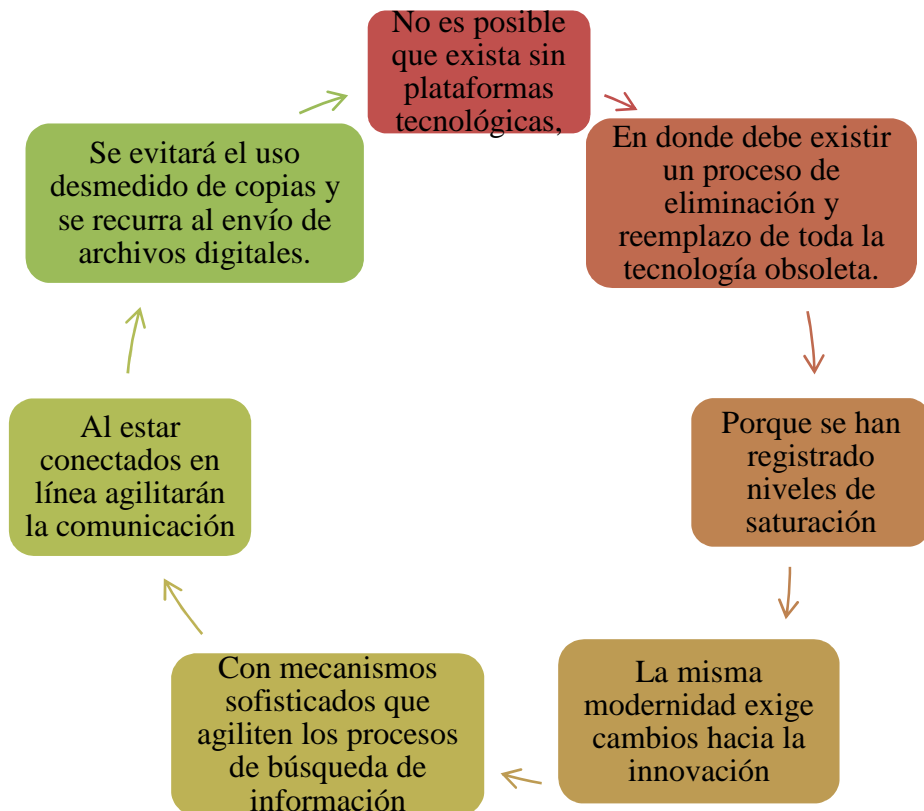 No es posible
que exista sin
plataformas
tecnológicas,
En donde debe existir
un proceso de
eliminación y
reemplazo de toda la
tecnología obsoleta.
Porque se han
registrado
niveles de
saturación
La misma
modernidad exige
cambios hacia la
innovación
Con mecanismos
sofisticados que
agiliten los procesos
de búsqueda de
información
Al estar
conectados en
línea agilitarán
la comunicación
Se evitará el uso
desmedido de copias y
se recurra al envío de
archivos digitales.